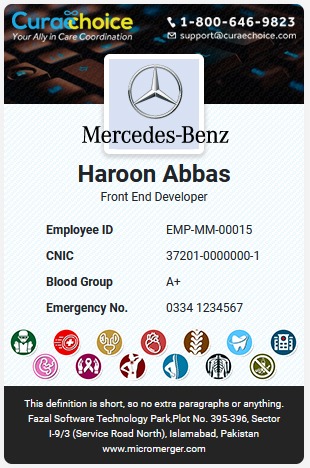 Curaechoice
Your Ally in Care Coordination
1-800-646-9823
support@curaechoice.com
Mercedes-Benz
Haroon Abbas
Front End Developer
Employee ID EMP-MM-00015
CNIC 37201-0000000-1
Blood Group A+
Emergency No. 0334 1234567
This definition is short, so no extra paragraphs or anything.
Fazal Software Technology Park,Plot No. 395-396, Sector
I-9/3 (Service Road North), Islamabad, Pakistan
www.micromerger.com